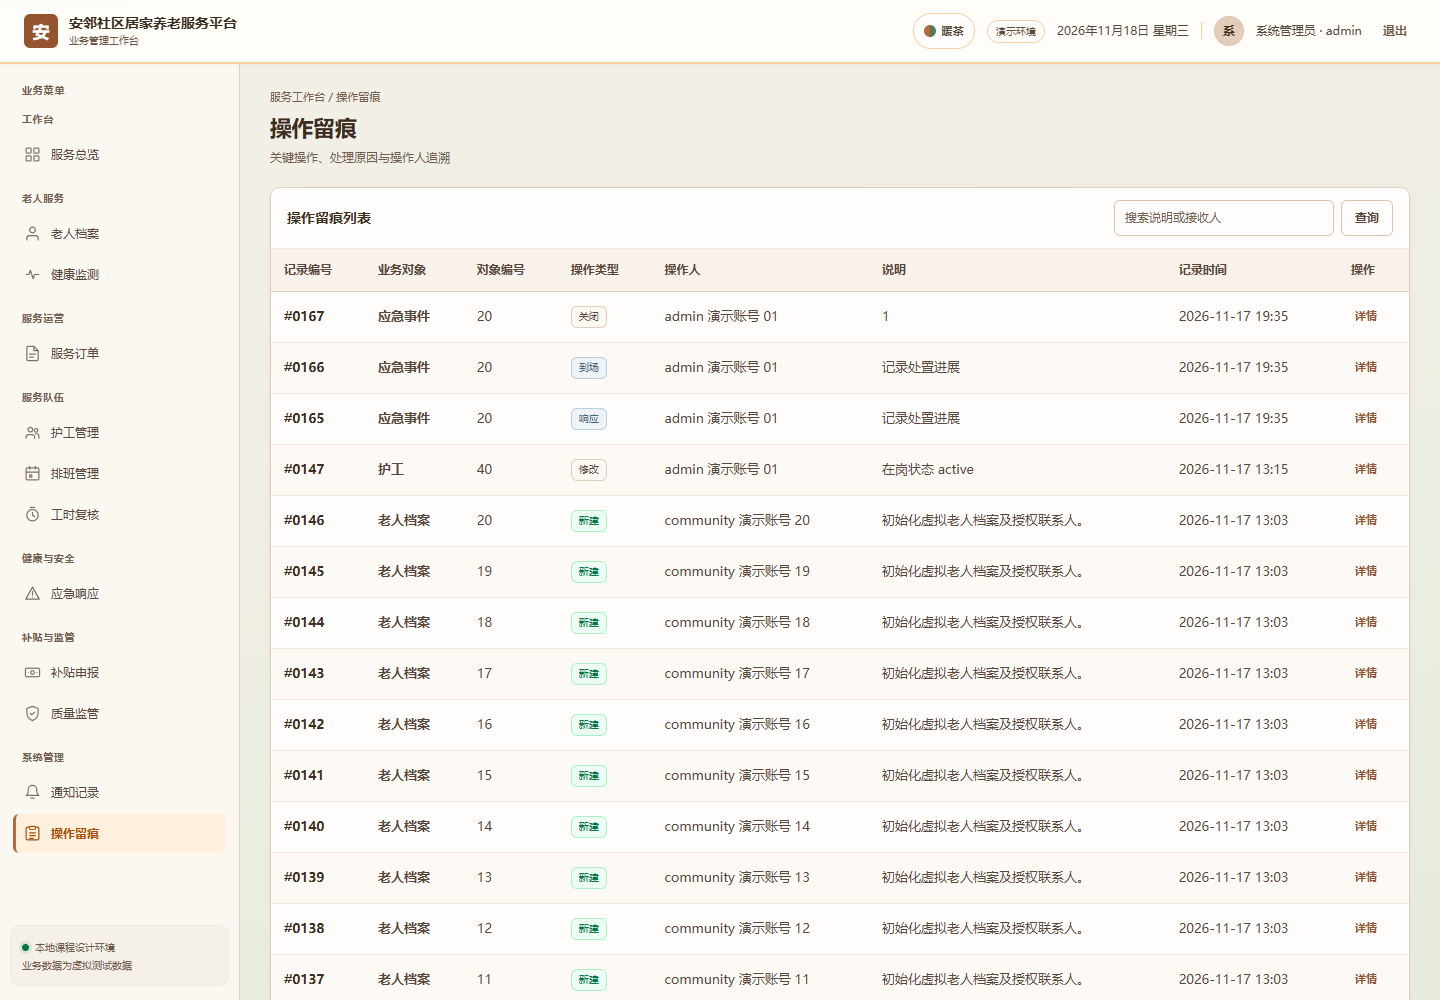 安
安邻社区居家养老服务平台
业务管理工作台
暖茶
演示环境
2026年11月18日 星期三
系
系统管理员 · admin
退出
业务菜单
工作台
服务总览
老人服务
老人档案
健康监测
服务运营
服务订单
服务队伍
护工管理
排班管理
工时复核
健康与安全
应急响应
补贴与监管
补贴申报
质量监管
系统管理
通知记录
操作留痕
本地课程设计环境
业务数据为虚拟测试数据
服务工作台 / 操作留痕
操作留痕
关键操作、处理原因与操作人追溯
操作留痕列表
搜索说明或接收人
查询
记录编号 业务对象 对象编号 操作类型 操作人 说明 记录时间 操作
#0167 应急事件 20 关闭 admin 演示账号 01 1 2026-11-17 19:35 详情
#0166 应急事件 20 到场 admin 演示账号 01 记录处置进展 2026-11-17 19:35 详情
#0165 应急事件 20 响应 admin 演示账号 01 记录处置进展 2026-11-17 19:35 详情
#0147 护工 40 修改 admin 演示账号 01 在岗状态 active 2026-11-17 13:15 详情
#0146 老人档案 20 新建 community 演示账号 20 初始化虚拟老人档案及授权联系人。 2026-11-17 13:03 详情
#0145 老人档案 19 新建 community 演示账号 19 初始化虚拟老人档案及授权联系人。 2026-11-17 13:03 详情
#0144 老人档案 18 新建 community 演示账号 18 初始化虚拟老人档案及授权联系人。 2026-11-17 13:03 详情
#0143 老人档案 17 新建 community 演示账号 17 初始化虚拟老人档案及授权联系人。 2026-11-17 13:03 详情
#0142 老人档案 16 新建 community 演示账号 16 初始化虚拟老人档案及授权联系人。 2026-11-17 13:03 详情
#0141 老人档案 15 新建 community 演示账号 15 初始化虚拟老人档案及授权联系人。 2026-11-17 13:03 详情
#0140 老人档案 14 新建 community 演示账号 14 初始化虚拟老人档案及授权联系人。 2026-11-17 13:03 详情
#0139 老人档案 13 新建 community 演示账号 13 初始化虚拟老人档案及授权联系人。 2026-11-17 13:03 详情
#0138 老人档案 12 新建 community 演示账号 12 初始化虚拟老人档案及授权联系人。 2026-11-17 13:03 详情
#0137 老人档案 11 新建 community 演示账号 11 初始化虚拟老人档案及授权联系人。 2026-11-17 13:03 详情